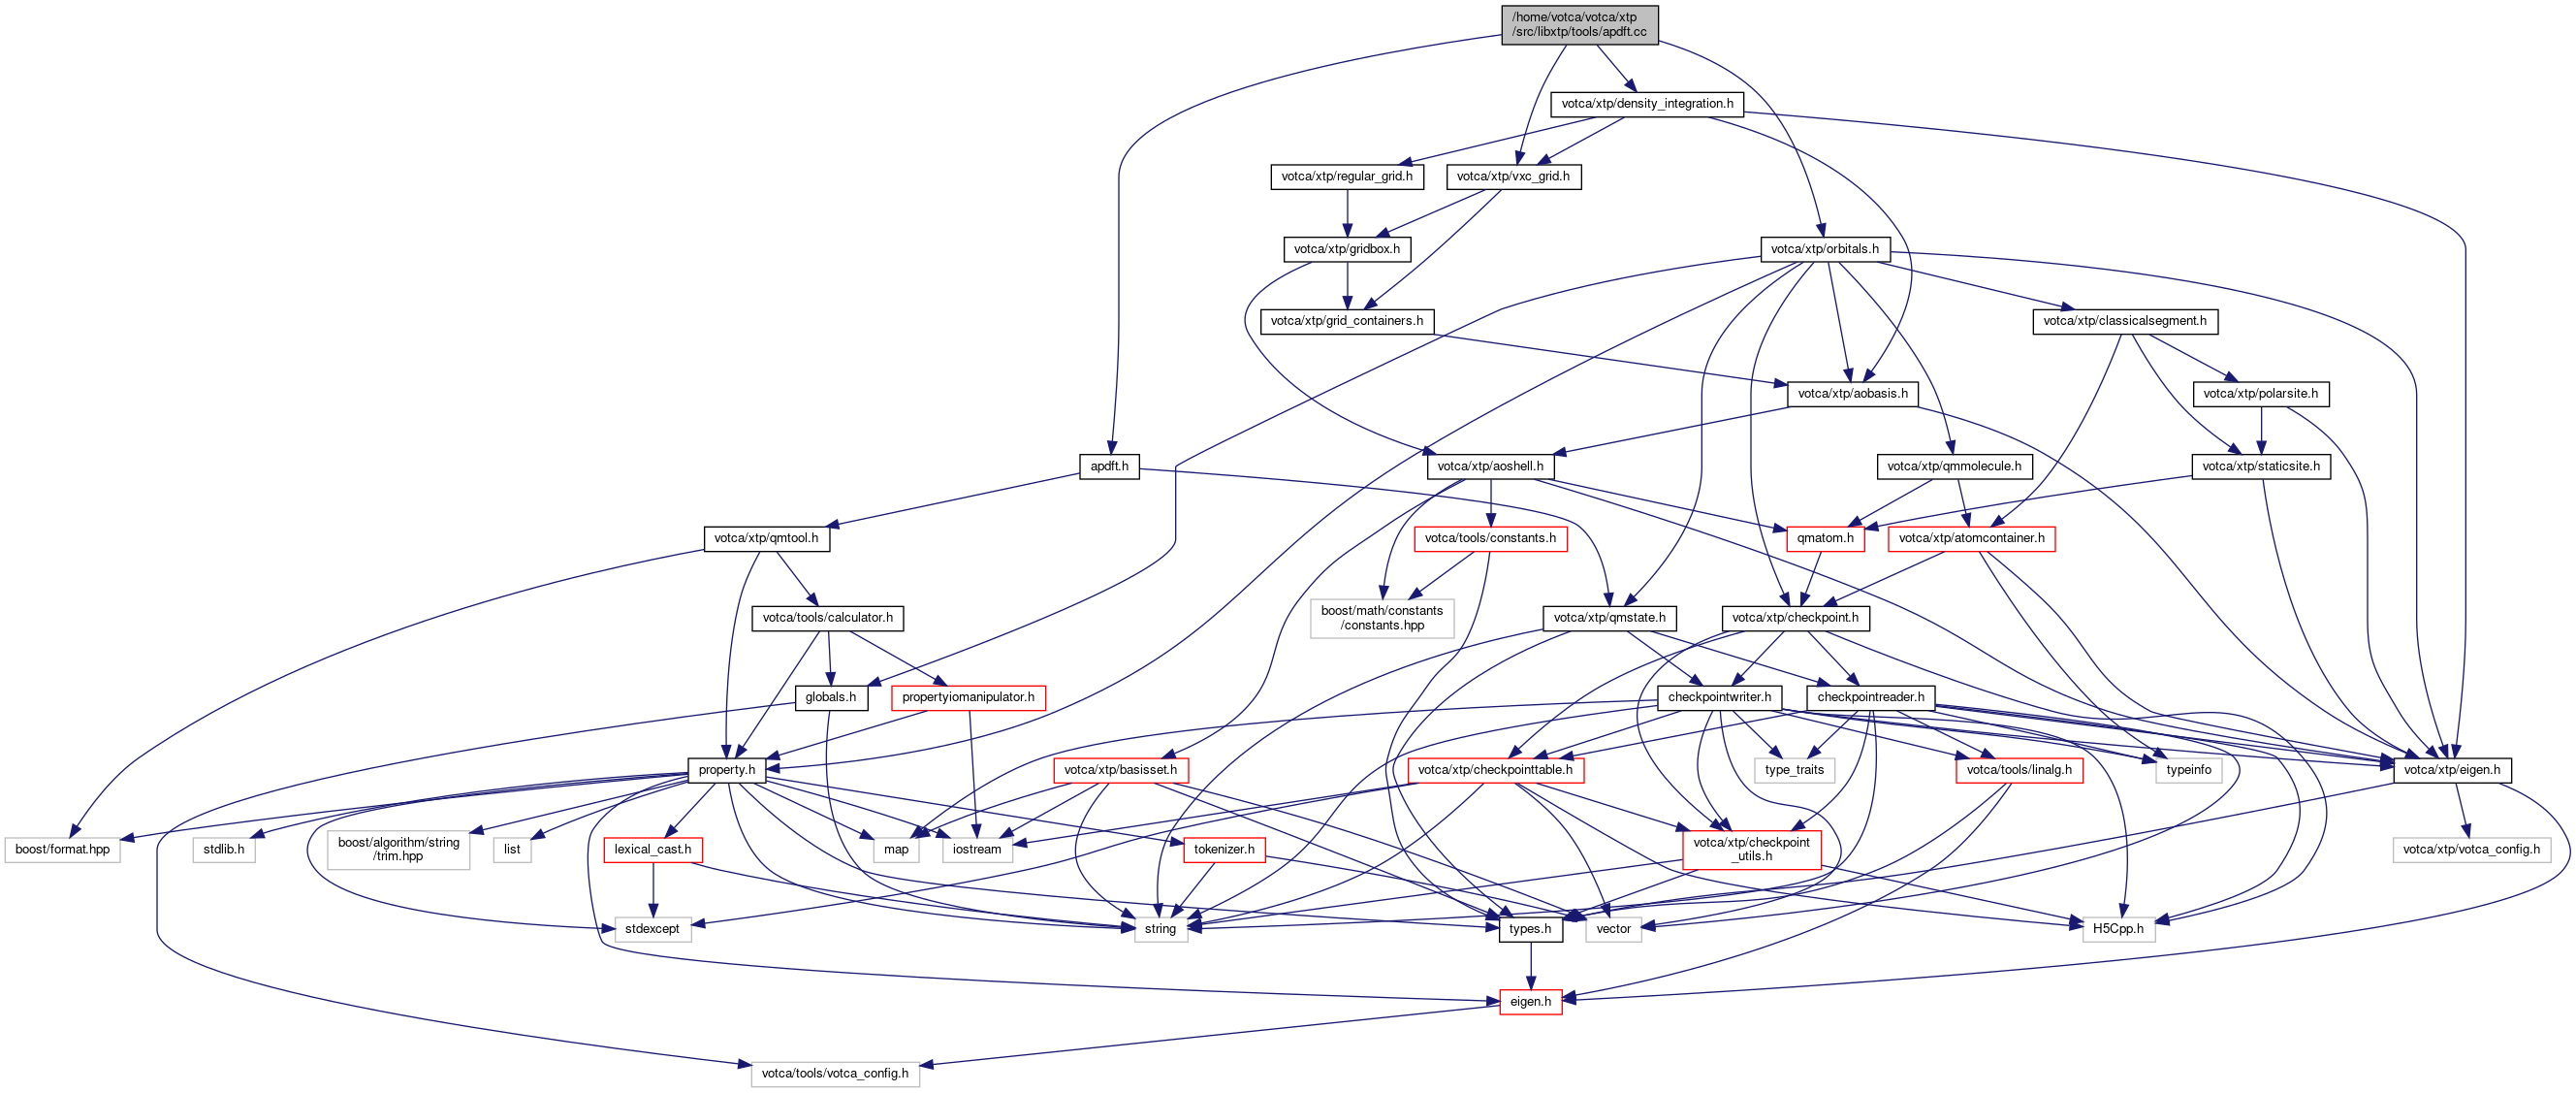 /home/votca/votca/xtp
/src/libxtp/tools/apdft.cc
votca/xtp/density_integration.h
votca/xtp/regular_grid.h
votca/xtp/vxc_grid.h
votca/xtp/gridbox.h
votca/xtp/orbitals.h
votca/xtp/grid_containers.h
votca/xtp/classicalsegment.h
votca/xtp/aobasis.h
votca/xtp/polarsite.h
apdft.h
votca/xtp/aoshell.h
votca/xtp/qmmolecule.h
votca/xtp/staticsite.h
votca/xtp/qmtool.h
votca/tools/constants.h
qmatom.h
votca/xtp/atomcontainer.h
votca/tools/calculator.h
boost/math/constants
/constants.hpp
votca/xtp/qmstate.h
votca/xtp/checkpoint.h
globals.h
propertyiomanipulator.h
checkpointwriter.h
checkpointreader.h
property.h
votca/xtp/basisset.h
votca/xtp/checkpointtable.h
type_traits
votca/tools/linalg.h
typeinfo
votca/xtp/eigen.h
boost/format.hpp
stdlib.h
boost/algorithm/string
/trim.hpp
list
lexical_cast.h
map
iostream
tokenizer.h
votca/xtp/checkpoint
_utils.h
votca/xtp/votca_config.h
stdexcept
string
types.h
vector
H5Cpp.h
eigen.h
votca/tools/votca_config.h